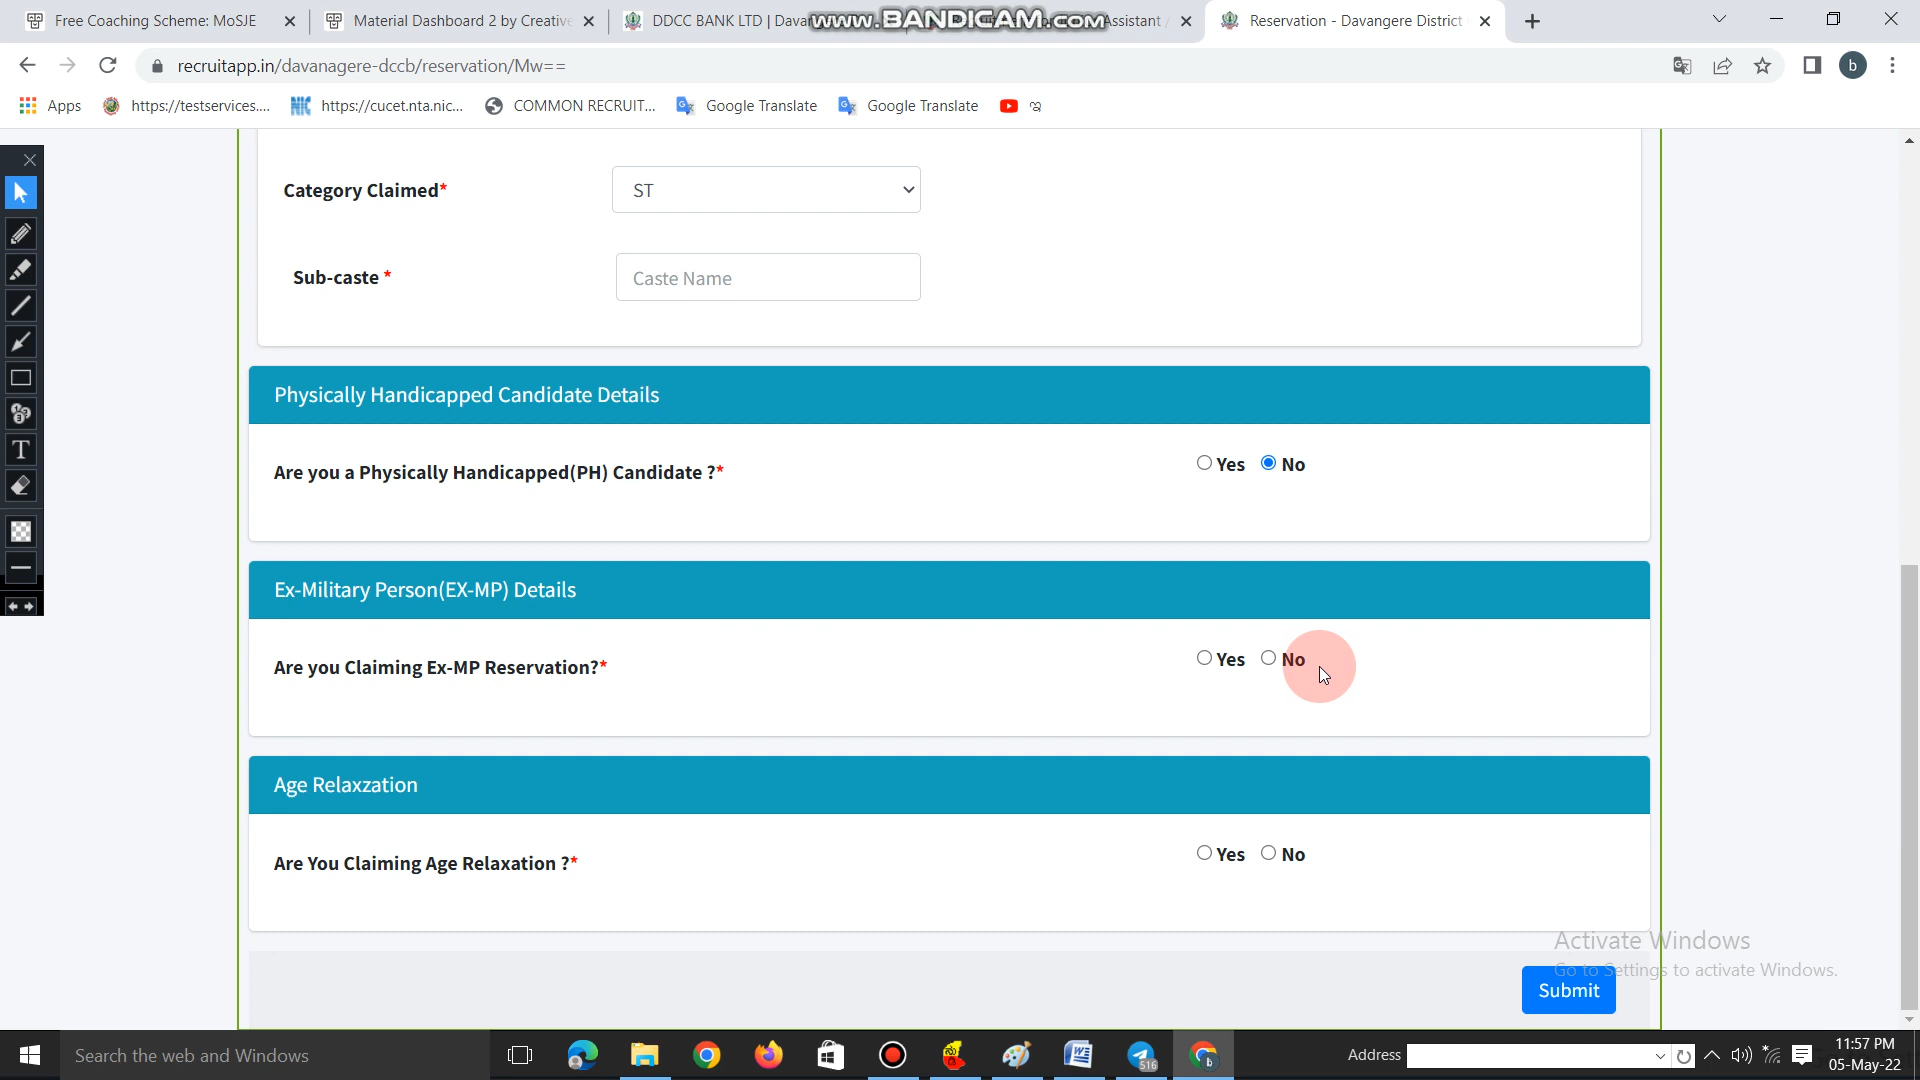 Free Coaching Scheme: MoSJE
Material Dashboard 2 by Creative
DDCC BANK LTD | Davan
www.BANDICAM.com
Assistant
Reservation - Davangere District
recruitapp.in/davanagere-dccb/reservation/Mw==
b
Apps
https://testservices....
https://cucet.nta.nic...
COMMON RECRUIT...
Google Translate
Google Translate
Category Claimed*
ST
Sub-caste *
Caste Name
Physically Handicapped Candidate Details
Are you a Physically Handicapped(PH) Candidate ?*
Yes No
Ex-Military Person(EX-MP) Details
Are you Claiming Ex-MP Reservation?*
Yes No
Age Relaxzation
Are You Claiming Age Relaxation ?*
Yes No
Activate Windows
Go to Settings to activate Windows.
Submit
Search the web and Windows
516
b
Address
11:57 PM
05-May-22